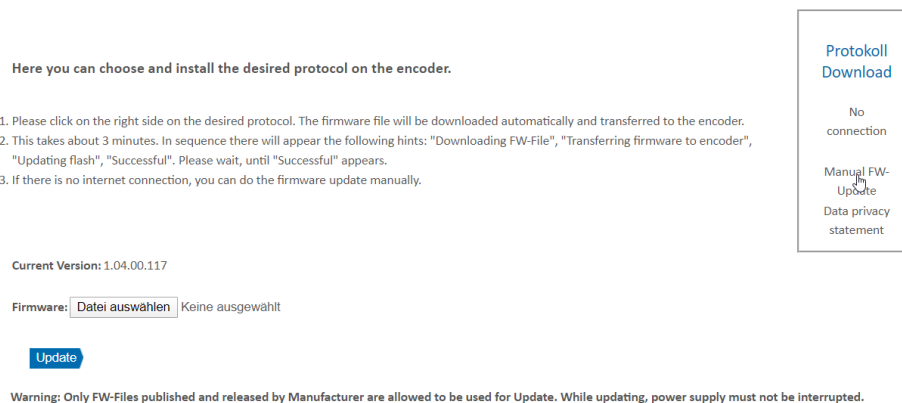 Here you can choose and install the desired protocol on the encoder.
1. Please click on the right side on the desired protocol. The firmware file will be downloaded automatically and transferred to the encoder.
2. This takes about 3 minutes. In sequence there will appear the following hints: "Downloading FW-File", "Transferring firmware to encoder",
"Updating flash", "Successful". Please wait, until "Successful" appears.
3. If there is no internet connection, you can do the firmware update manually.
Current Version: 1.04.00.117
Firmware: Datei auswählen Keine ausgewählt
Update
Warning: Only FW-Files published and released by Manufacturer are allowed to be used for Update. While updating, power supply must not be interrupted.
Protokoll
Download
No
connection
Manual FW-
Update
Data privacy
statement